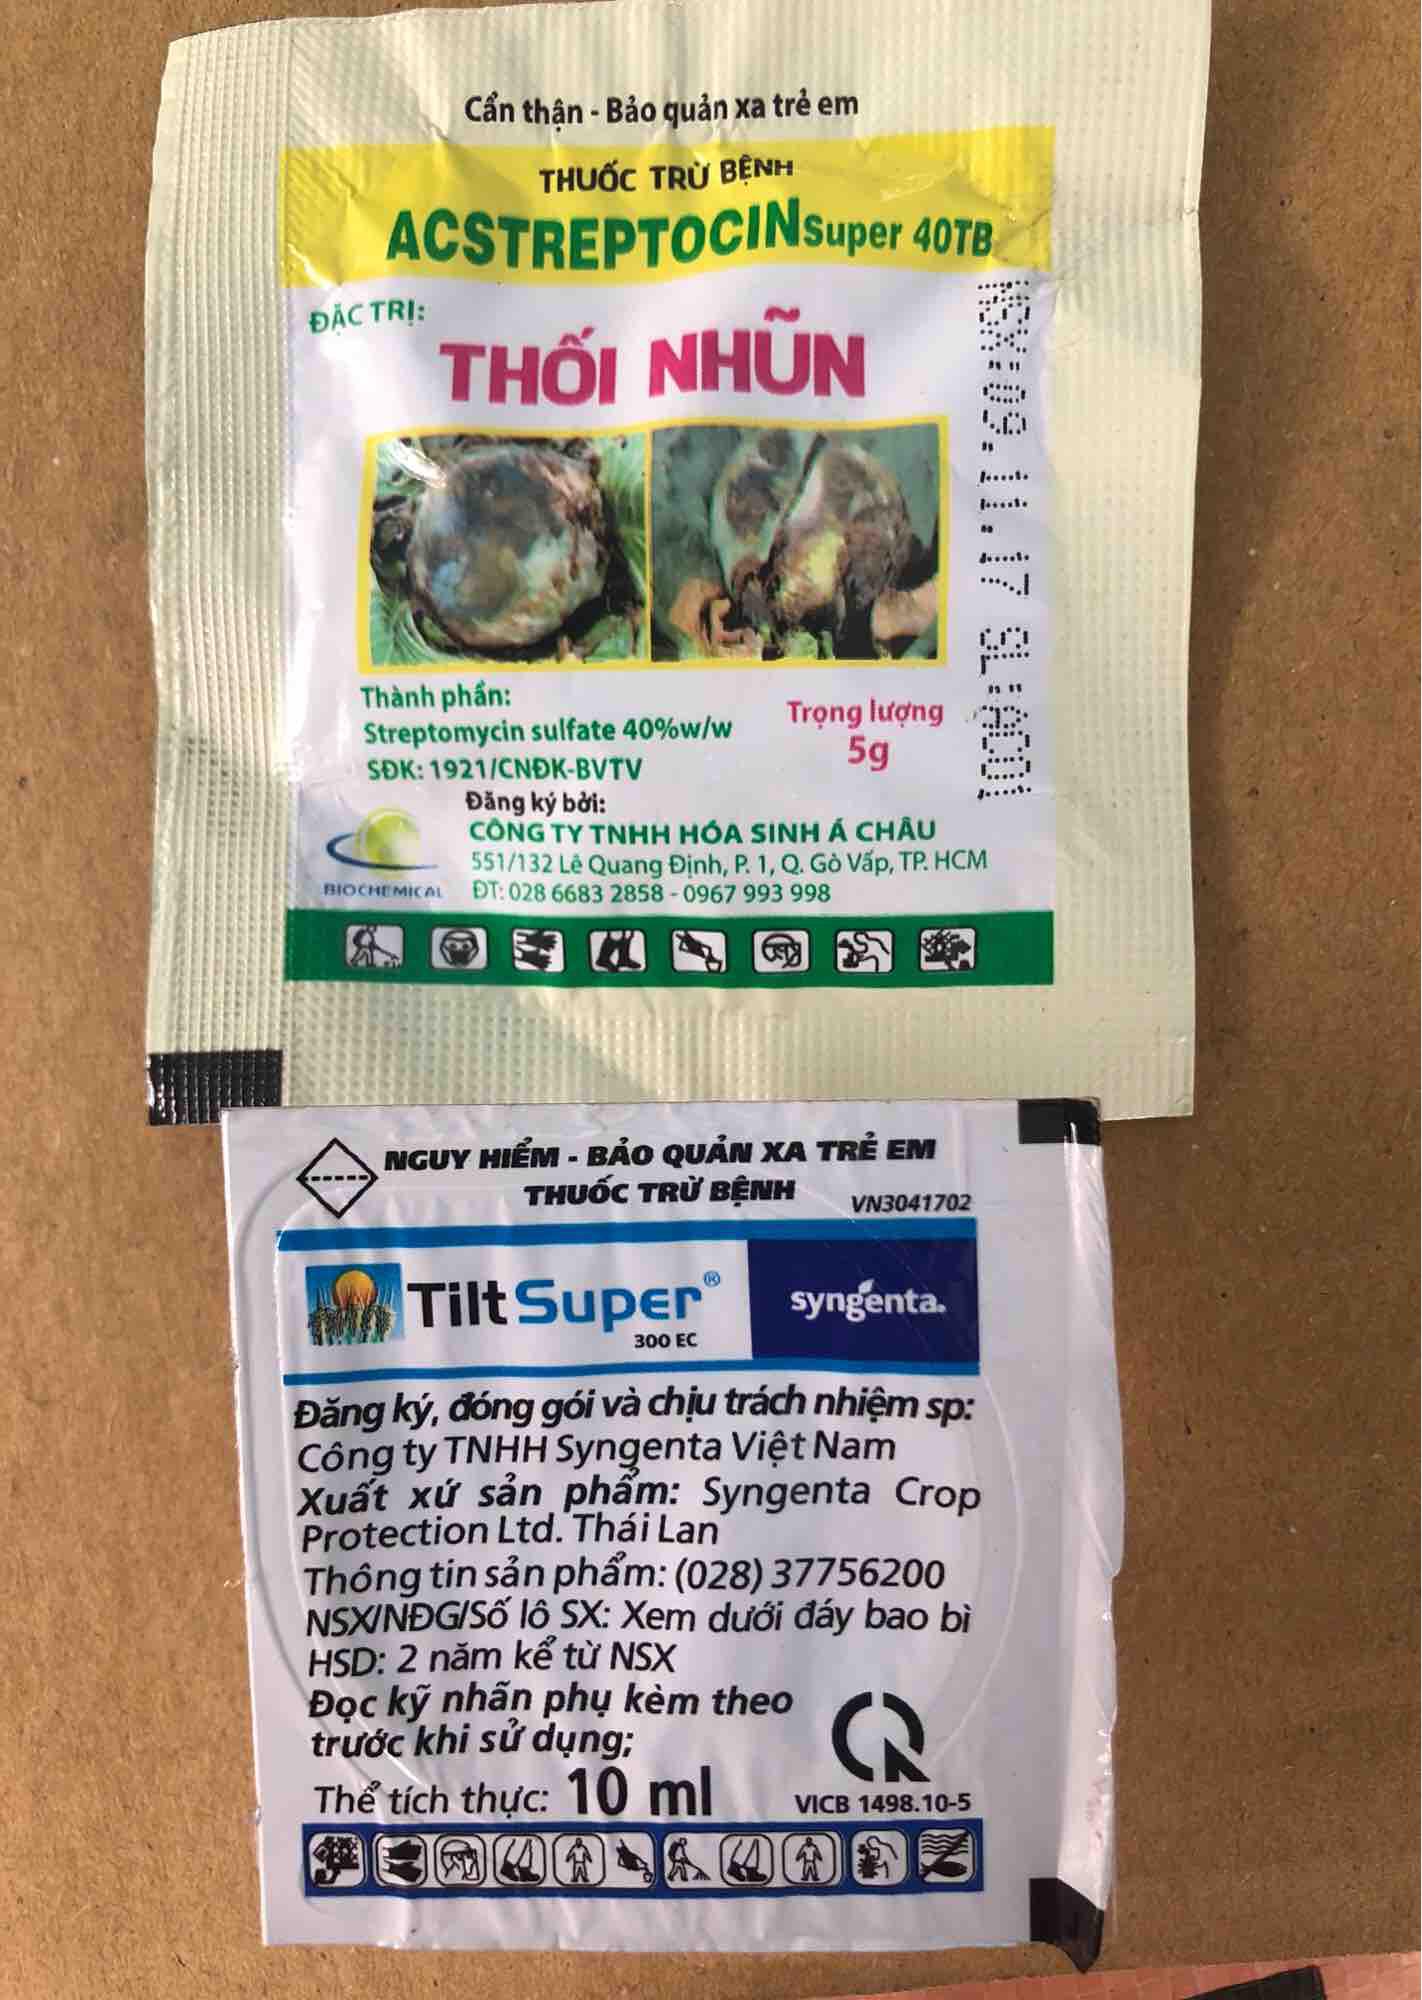 Cẩn thận - Bảo quản xa trẻ em
THUỐC TRỪ BỆNH
ACSTREPTOCIN Super 40TB
ĐẶC TRỊ:
THỐI NHŨN
Thành phần:
Streptomycin sulfate 40%w/w
SĐK: 1921/CNĐK-BVTV
Trọng lượng
5g
NSX:09.11.17 SL:A001
Đăng ký bởi:
CÔNG TY TNHH HÓA SINH Á CHÂU
551/132 Lê Quang Định, P. 1, Q. Gò Vấp, TP. HCM
ĐT: 028 6683 2858 - 0967 993 998
BIOCHEMICAL
NGUY HIỂM - BẢO QUẢN XA TRẺ EM
THUỐC TRỪ BỆNH
VN3041702
Tilt Super®
300 EC
syngenta.
Đăng ký, đóng gói và chịu trách nhiệm sp:
Công ty TNHH Syngenta Việt Nam
Xuất xứ sản phẩm: Syngenta Crop
Protection Ltd. Thái Lan
Thông tin sản phẩm: (028) 37756200
NSX/NĐG/Số lô SX: Xem dưới đáy bao bì
HSD: 2 năm kể từ NSX
Đọc kỹ nhãn phụ kèm theo
trước khi sử dụng;
Thể tích thực: 10 ml
VICB 1498.10-5